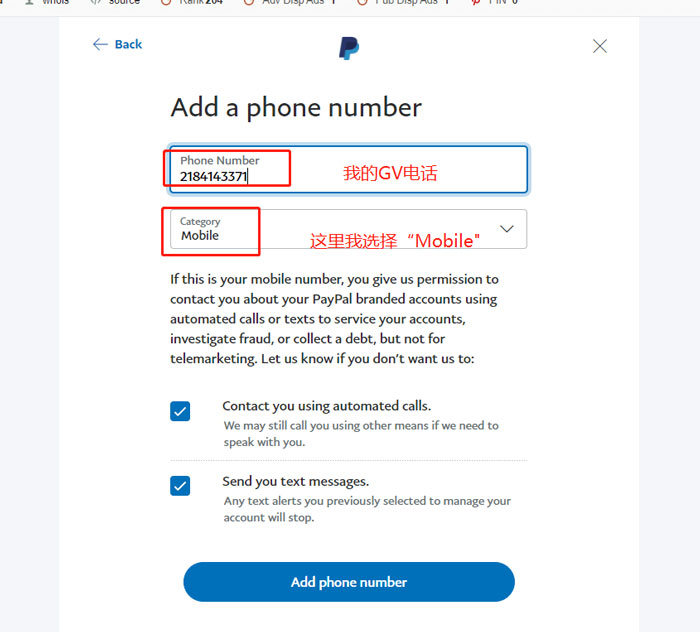 whois
source
Rank
204
Adv Disp Ads
Pub Disp Ads
Back
Add a phone number
Phone Number
2184143371
我的GV电话
Category
Mobile
这里我选择“Mobile"
If this is your mobile number, you give us permission to
contact you about your PayPal branded accounts using
automated calls or texts to service your accounts,
investigate fraud, or collect a debt, but not for
telemarketing. Let us know if you don’t want us to:
Contact you using automated calls.
We may still call you using other means if we need to
speak with you.
Send you text messages.
Any text alerts you previously selected to manage your
account will stop.
Add phone number